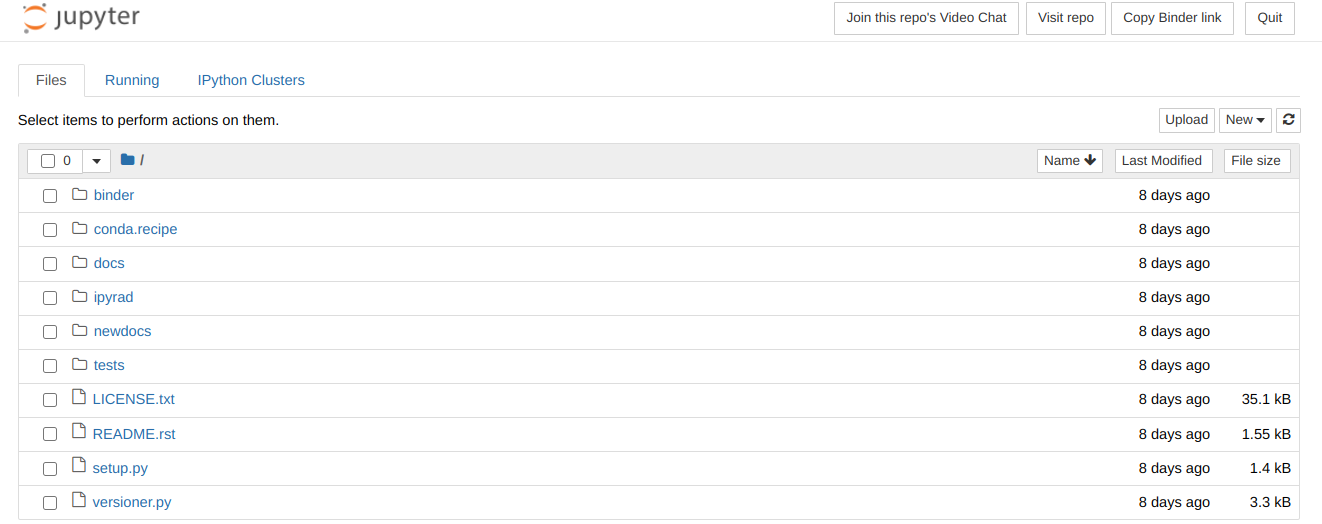 jupyter Join this repo's Video Chat Visit repo Copy Binder link Quit
Files Running IPython Clusters
Select items to perform actions on them. Upload New
0 / Name Last Modified File size
binder 8 days ago
conda.recipe 8 days ago
docs 8 days ago
ipyrad 8 days ago
newdocs 8 days ago
tests 8 days ago
LICENSE.txt 8 days ago 35.1 kB
README.rst 8 days ago 1.55 kB
setup.py 8 days ago 1.4 kB
versioner.py 8 days ago 3.3 kB